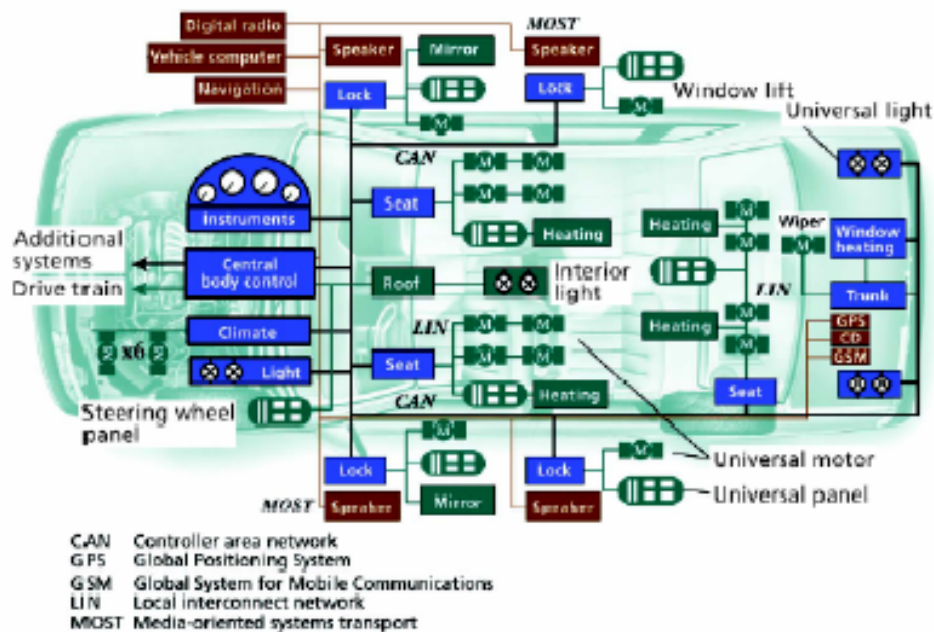 Digital radio
MOST
Speaker
Mirror
Speaker
Vehicle computer
Navigation
Lock
Lock
Window lift
M
M
Universal light
CAN
M
M
instruments
Seat
M
M
Heating
Heating
M
Wiper
M
M
Window heating
Additional systems
Central body control
Roof
Interior light
Drive train
LIN
Trunk
LIN
M
M
Heating
GPS
Climate
M
CD
x6
M
M
GSM
Light
Seat
Seat
CAN
Heating
Steering wheel panel
M
Lock
Lock
M
Universal motor
MOST
Speaker
Mirror
Speaker
Universal panel
CAN Controller area network
GPS Global Positioning System
GSM Global System for Mobile Communications
LIN Local interconnect network
MOST Media-oriented systems transport